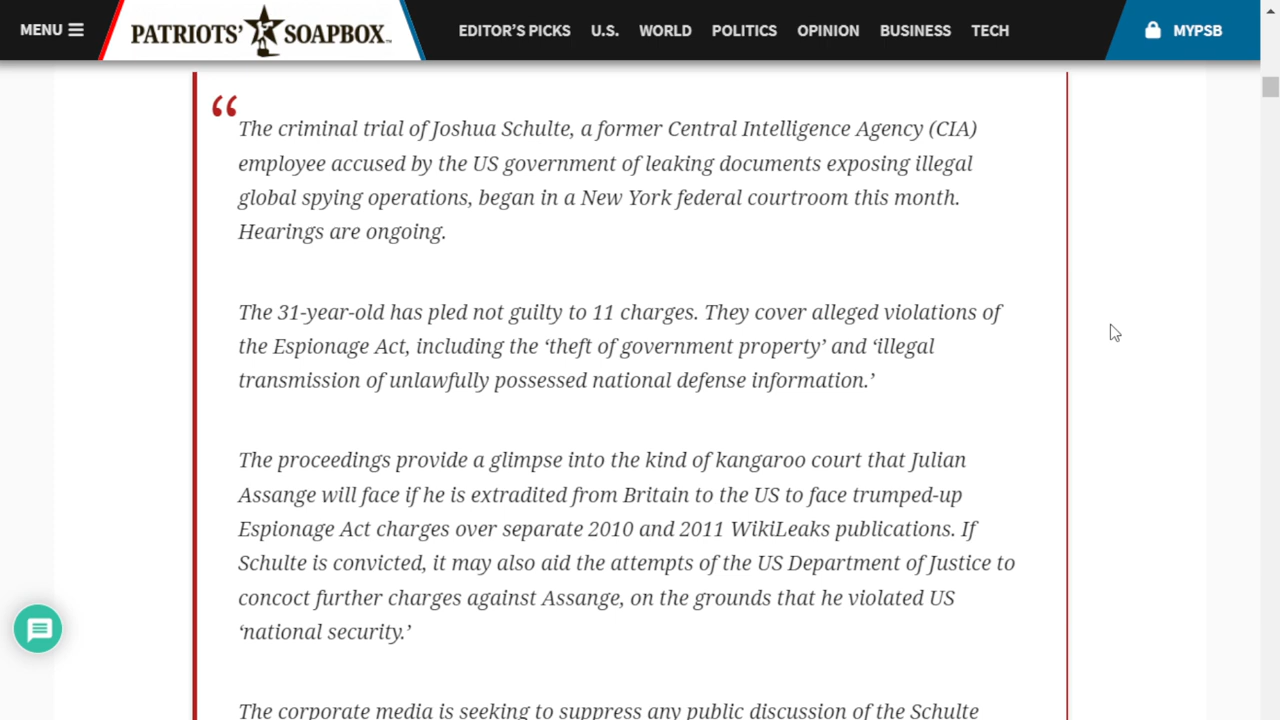 MENU
PATRIOTS' SOAPBOX™
EDITOR'S PICKS U.S. WORLD POLITICS OPINION BUSINESS TECH
MYPSB
“
The criminal trial of Joshua Schulte, a former Central Intelligence Agency (CIA)
employee accused by the US government of leaking documents exposing illegal
global spying operations, began in a New York federal courtroom this month.
Hearings are ongoing.
The 31-year-old has pled not guilty to 11 charges. They cover alleged violations of
the Espionage Act, including the ‘theft of government property’ and ‘illegal
transmission of unlawfully possessed national defense information.’
The proceedings provide a glimpse into the kind of kangaroo court that Julian
Assange will face if he is extradited from Britain to the US to face trumped-up
Espionage Act charges over separate 2010 and 2011 WikiLeaks publications. If
Schulte is convicted, it may also aid the attempts of the US Department of Justice to
concoct further charges against Assange, on the grounds that he violated US
‘national security.’
The corporate media is seeking to suppress any public discussion of the Schulte